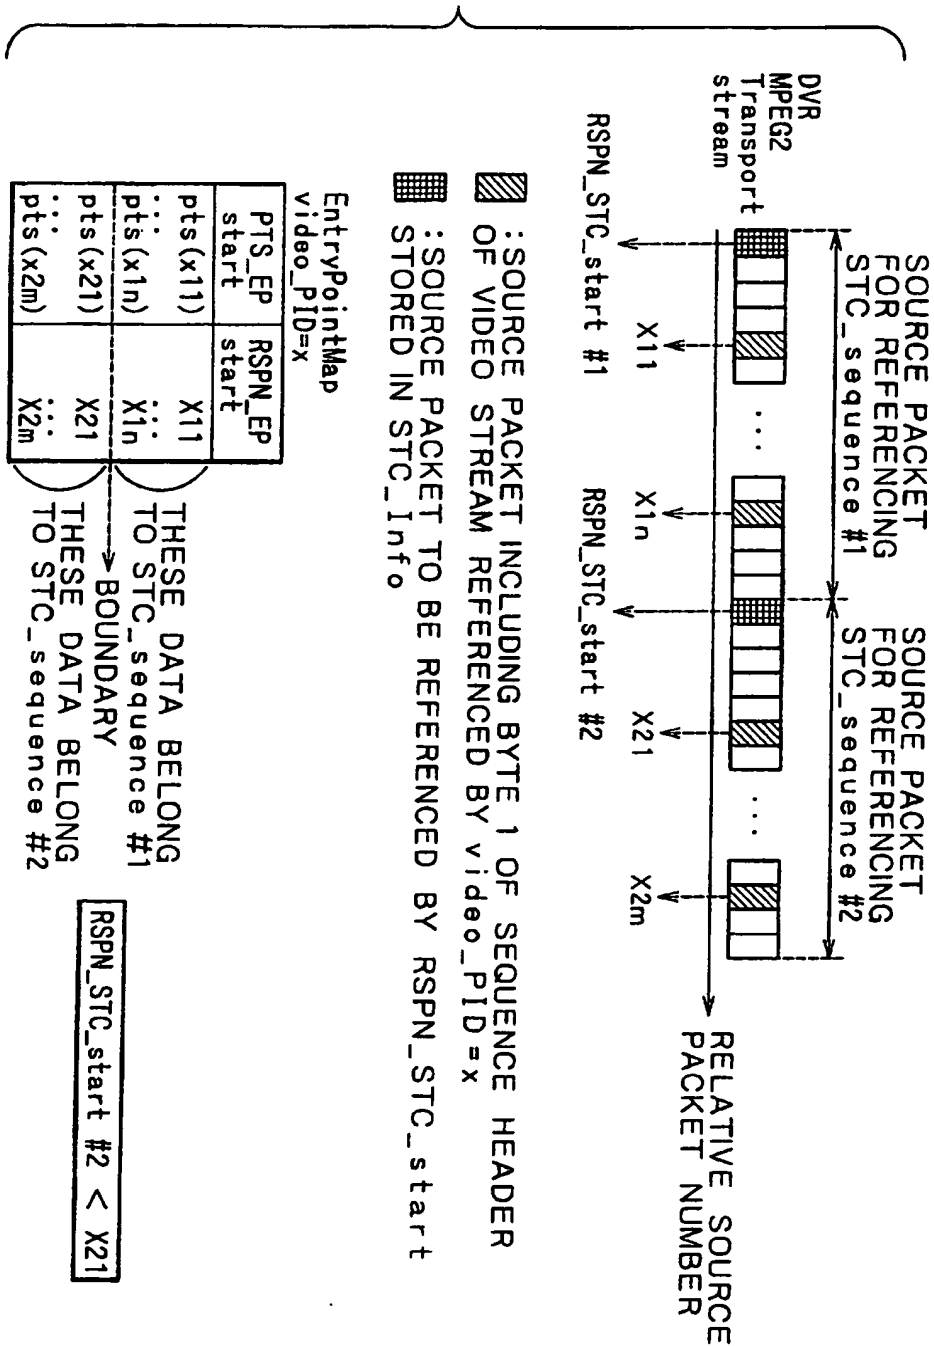 SOURCE PACKET
FOR REFERENCING
STC_sequence #1
SOURCE PACKET
FOR REFERENCING
STC_sequence #2
DVR
MPEG2
Transport
stream
...
...
RELATIVE SOURCE
PACKET NUMBER
X11
X1n
X21
X2m
RSPN_STC_start #1
RSPN_STC_start #2
:SOURCE PACKET INCLUDING BYTE 1 OF SEQUENCE HEADER
OF VIDEO STREAM REFERENCED BY video_PID=x
:SOURCE PACKET TO BE REFERENCED BY RSPN_STC_start
STORED IN STC_Info
EntryPointMap
video_PID=x
PTS_EP
start
RSPN_EP
start
pts(x11) X11
... ...
pts(x1n) X1n
pts(x21) X21
... ...
pts(x2m) X2m
THESE DATA BELONG
TO STC_sequence #1
BOUNDARY
THESE DATA BELONG
TO STC_sequence #2
RSPN_STC_start #2 < X21